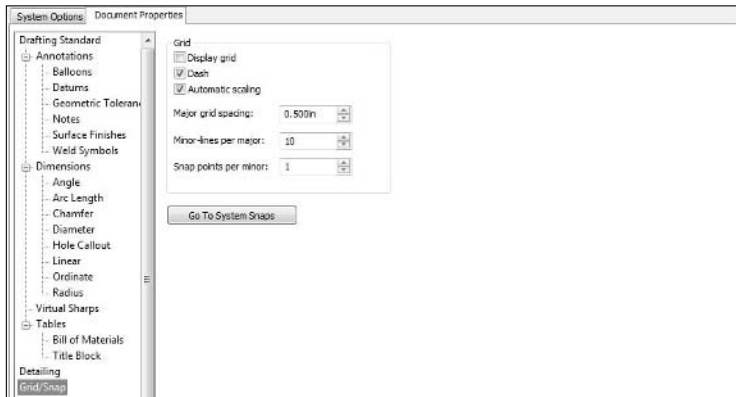 System Options
Document Properties
Drafting Standard
Annotations
Balloons
Datums
Geometric Toleran
Notes
Surface Finishes
Weld Symbols
Dimensions
Angle
Arc Length
Chamfer
Diameter
Hole Callout
Linear
Ordinate
Radius
Virtual Sharps
Tables
Bill of Materials
Title Block
Detailing
Grid/Snap
Grid
Display grid
Dash
Automatic scaling
Major grid spacing: 0.500in
Minor-lines per major: 10
Snap points per minor: 1
Go To System Snaps